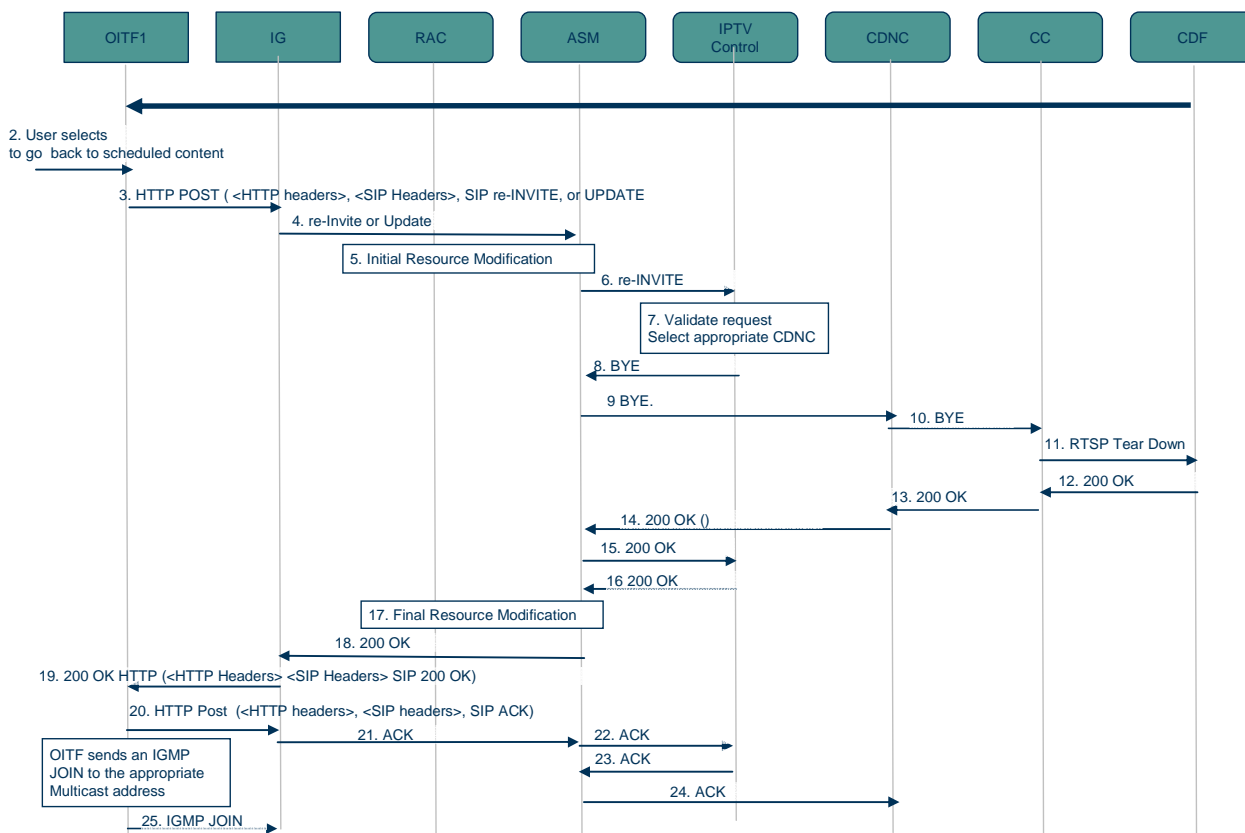 OITF1
IG
RAC
ASM
IPTV
Control
CDNC
CC
CDF
2. User selects
to go  back to scheduled content
3. HTTP POST ( <HTTP headers>, <SIP Headers>, SIP re-INVITE, or UPDATE
4. re-Invite or Update
5. Initial Resource Modification
6. re-INVITE
7. Validate request
Select appropriate CDNC
8. BYE
9 BYE.
10. BYE
11. RTSP Tear Down
12. 200 OK
13. 200 OK
14. 200 OK ()
15. 200 OK
16 200 OK
17. Final Resource Modification
18. 200 OK
19. 200 OK HTTP (<HTTP Headers> <SIP Headers> SIP 200 OK)
20. HTTP Post  (<HTTP headers>, <SIP headers>, SIP ACK)
21. ACK
22. ACK
23. ACK
OITF sends an IGMP
JOIN to the appropriate
Multicast address
24. ACK
25. IGMP JOIN